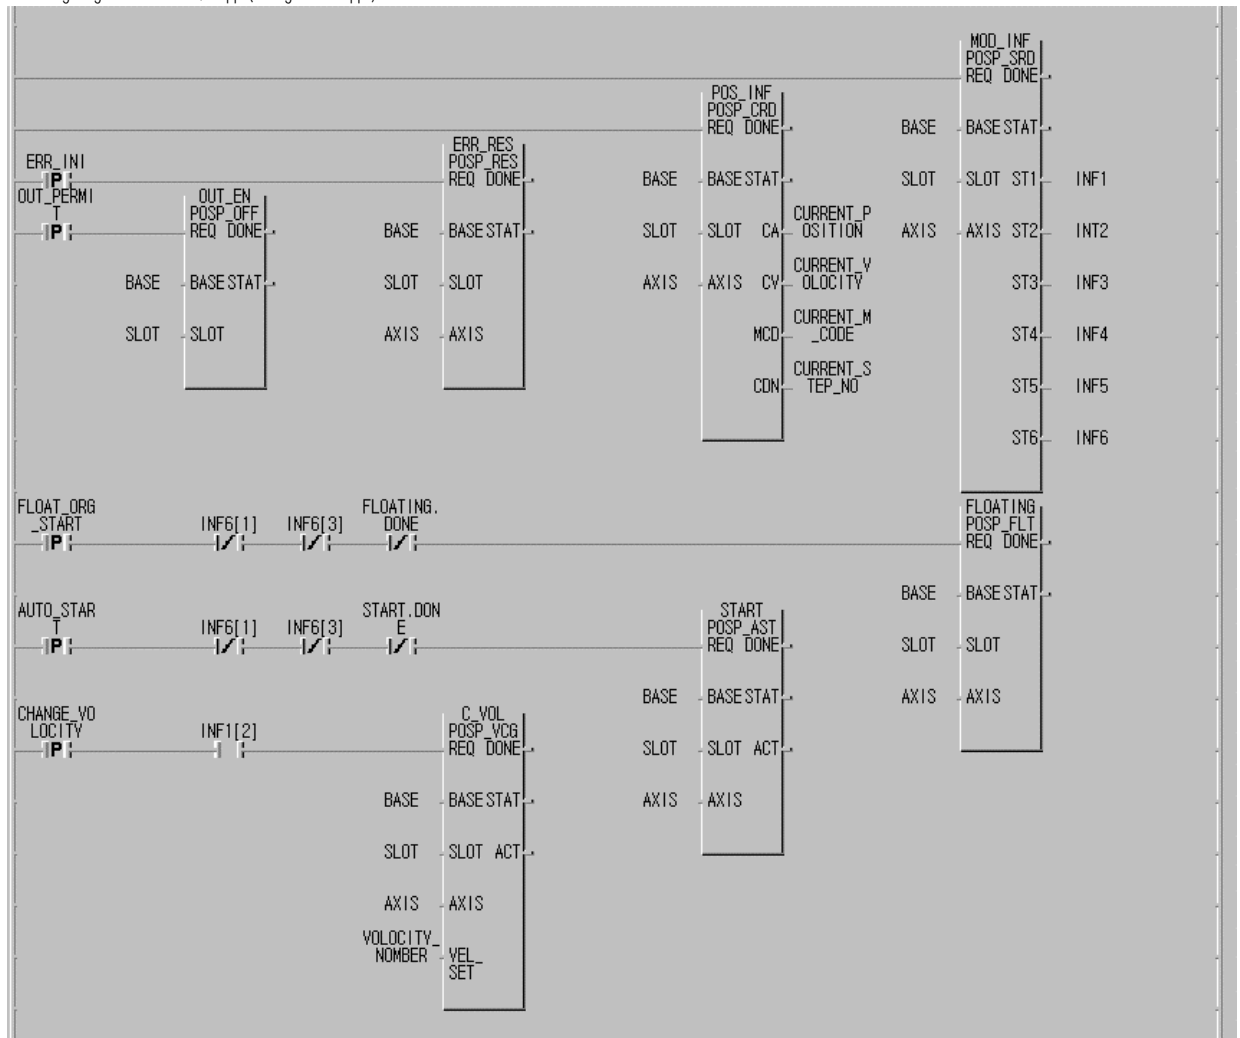 MOD_INF
POSP_SRD
REQ DONE
POS_INF
POSP_CRD
REQ DONE
BASE BASE STAT
ERR_RES
POSP_RES
REQ DONE
ERR_INI
P
BASE BASE STAT
SLOT SLOT ST1 INF1
OUT_PERMI
T
P
OUT_EN
POSP_OFF
REQ DONE
BASE BASE STAT
SLOT SLOT CA
CURRENT_P
OSITION
AXIS AXIS ST2 INT2
BASE BASE STAT
SLOT SLOT
AXIS AXIS CV
CURRENT_V
OLOCITY
ST3 INF3
SLOT SLOT
AXIS AXIS
MCD
CURRENT_M
_CODE
ST4 INF4
CDN
CURRENT_S
TEP_NO
ST5 INF5
ST6 INF6
FLOAT_ORG
_START
P
INF6[1]
INF6[3]
FLOATING.
DONE
FLOATING
POSP_FLT
REQ DONE
BASE BASE STAT
AUTO_STAR
T
P
INF6[1]
INF6[3]
START.DON
E
START
POSP_AST
REQ DONE
SLOT SLOT
BASE BASE STAT
AXIS AXIS
CHANGE_VO
LOCITY
P
INF1[2]
C_VOL
POSP_VCG
REQ DONE
SLOT SLOT ACT
BASE BASE STAT
AXIS AXIS
SLOT SLOT ACT
AXIS AXIS
VOLOCITY_
NOMBER
VEL_
SET